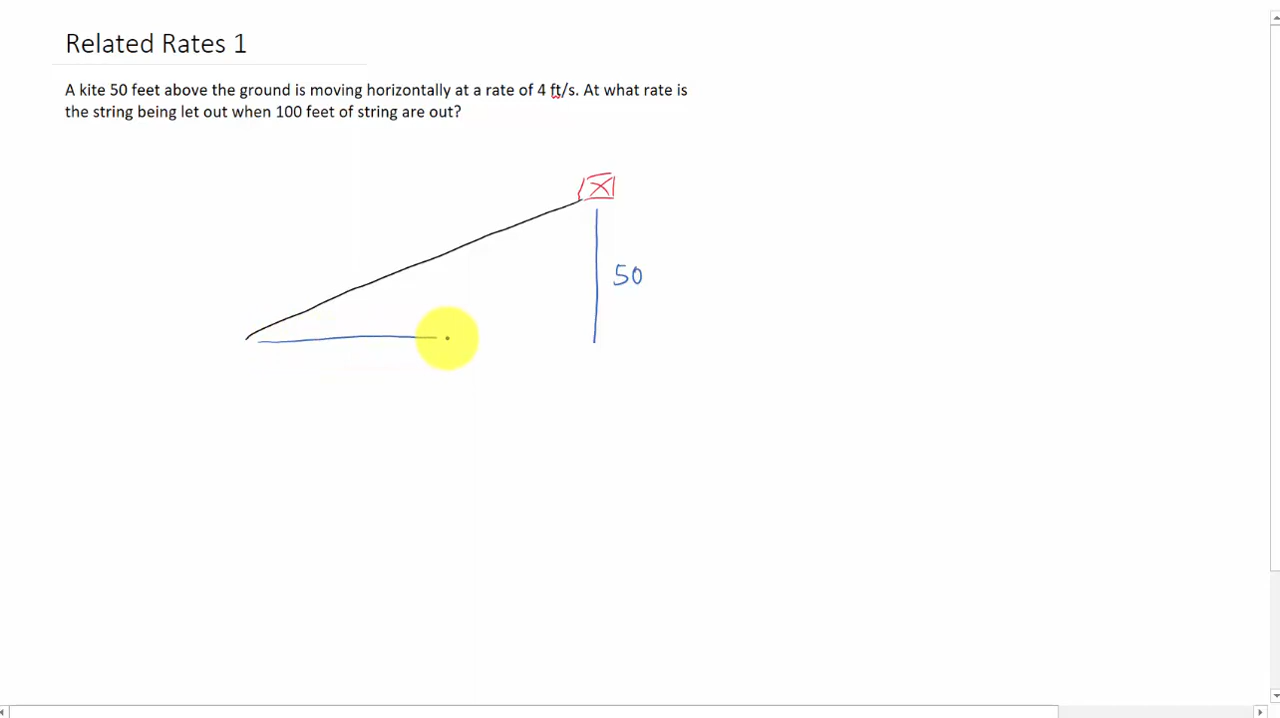 Related Rates 1
A kite 50 feet above the ground is moving horizontally at a rate of 4 ft/s. At what rate is
the string being let out when 100 feet of string are out?
50